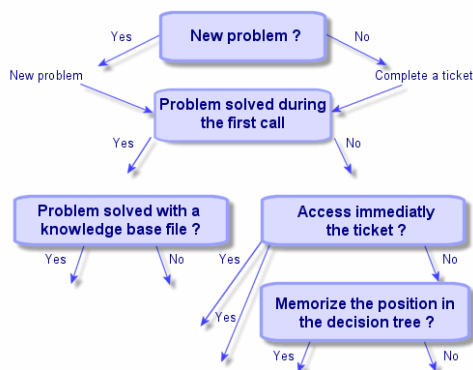 New problem ?
Yes
No
New problem
Complete a ticket
Problem solved during
the first call
Yes
No
Problem solved with a
knowledge base file ?
Access immediatly
the ticket ?
Yes
No
Yes
No
Yes
Memorize the position in
the decision tree ?
Yes
No